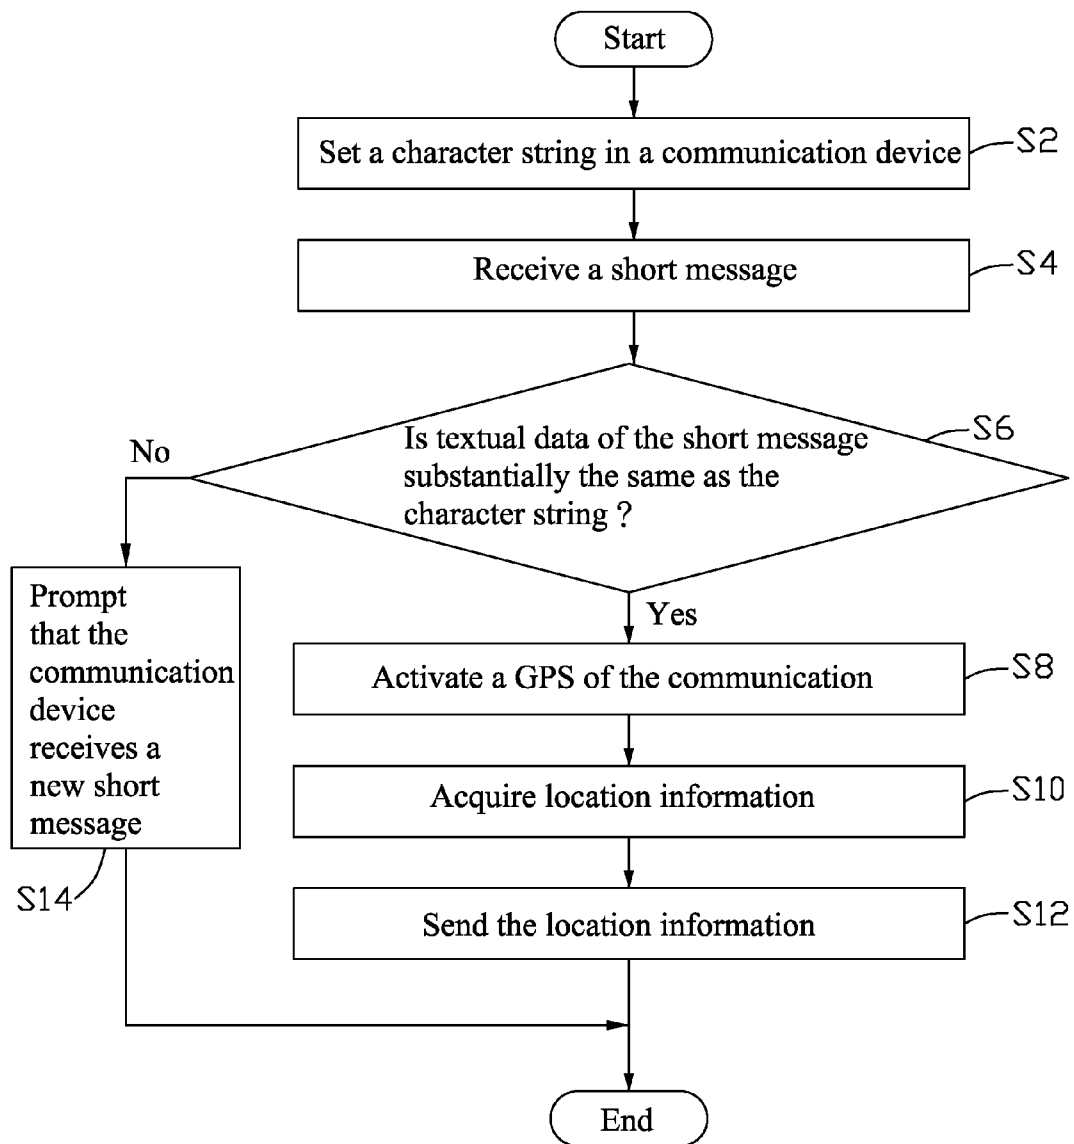 Start
Set a character string in a communication device
S2
Receive a short message
S4
Is textual data of the short message
substantially the same as the
character string ?
S6
No
Yes
Prompt
that the
communication
device
receives a
new short
message
S14
Activate a GPS of the communication
S8
Acquire location information
S10
Send the location information
S12
End